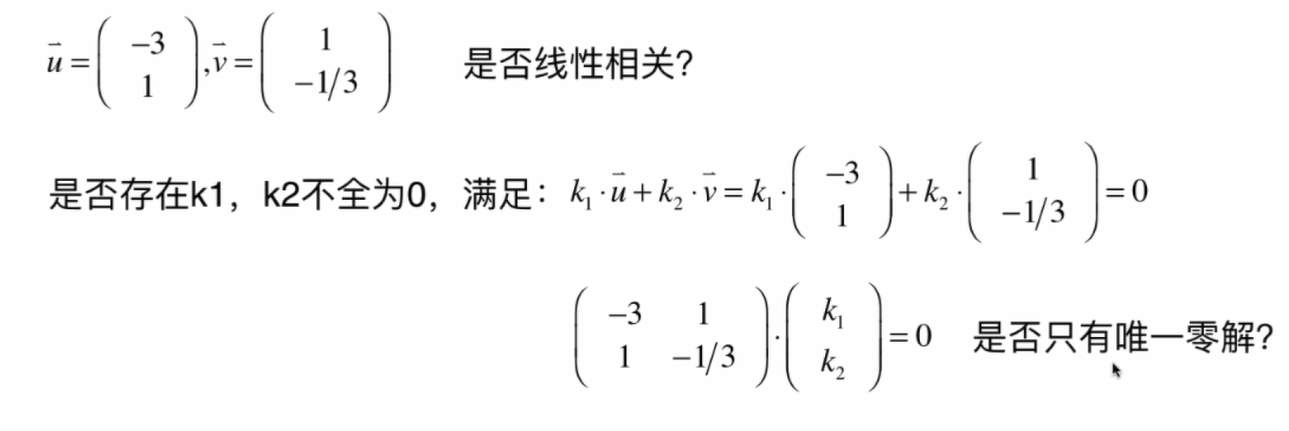 $\vec{u}=\begin{pmatrix}-3\\1\end{pmatrix},\vec{v}=\begin{pmatrix}1\\-1/3\end{pmatrix}$ 是否线性相关？
是否存在k1，k2不全为0，满足：$k_1\cdot\vec{u}+k_2\cdot\vec{v}=k_1\cdot\begin{pmatrix}-3\\1\end{pmatrix}+k_2\cdot\begin{pmatrix}1\\-1/3\end{pmatrix}=0$
$\begin{pmatrix}-3&1\\1&-1/3\end{pmatrix}\cdot\begin{pmatrix}k_1\\k_2\end{pmatrix}=0$ 是否只有唯一零解？